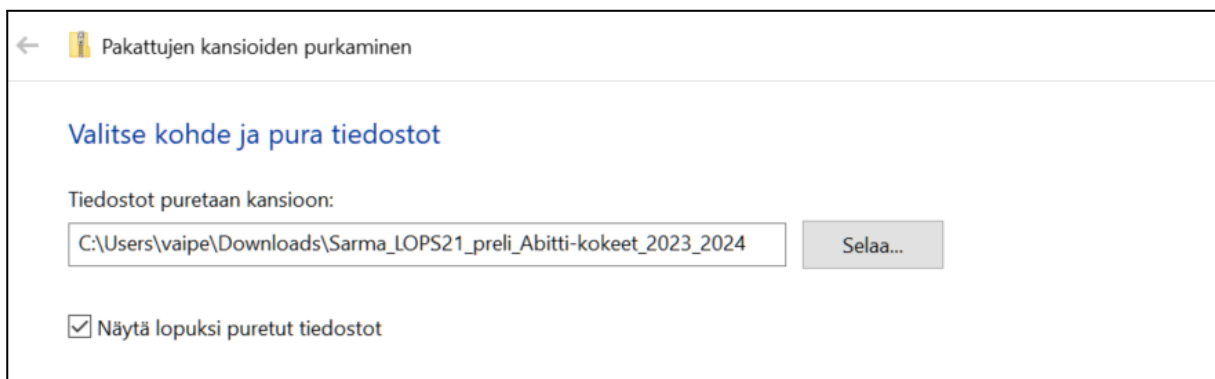 Pakattujen kansioiden purkaminen
Valitse kohde ja pura tiedostot
Tiedostot puretaan kansioon:
C:\Users\vaipe\Downloads\Sarma_LOPS21_preli_Abitti-kokeet_2023_2024
Selaa...
Näytä lopuksi puretut tiedostot